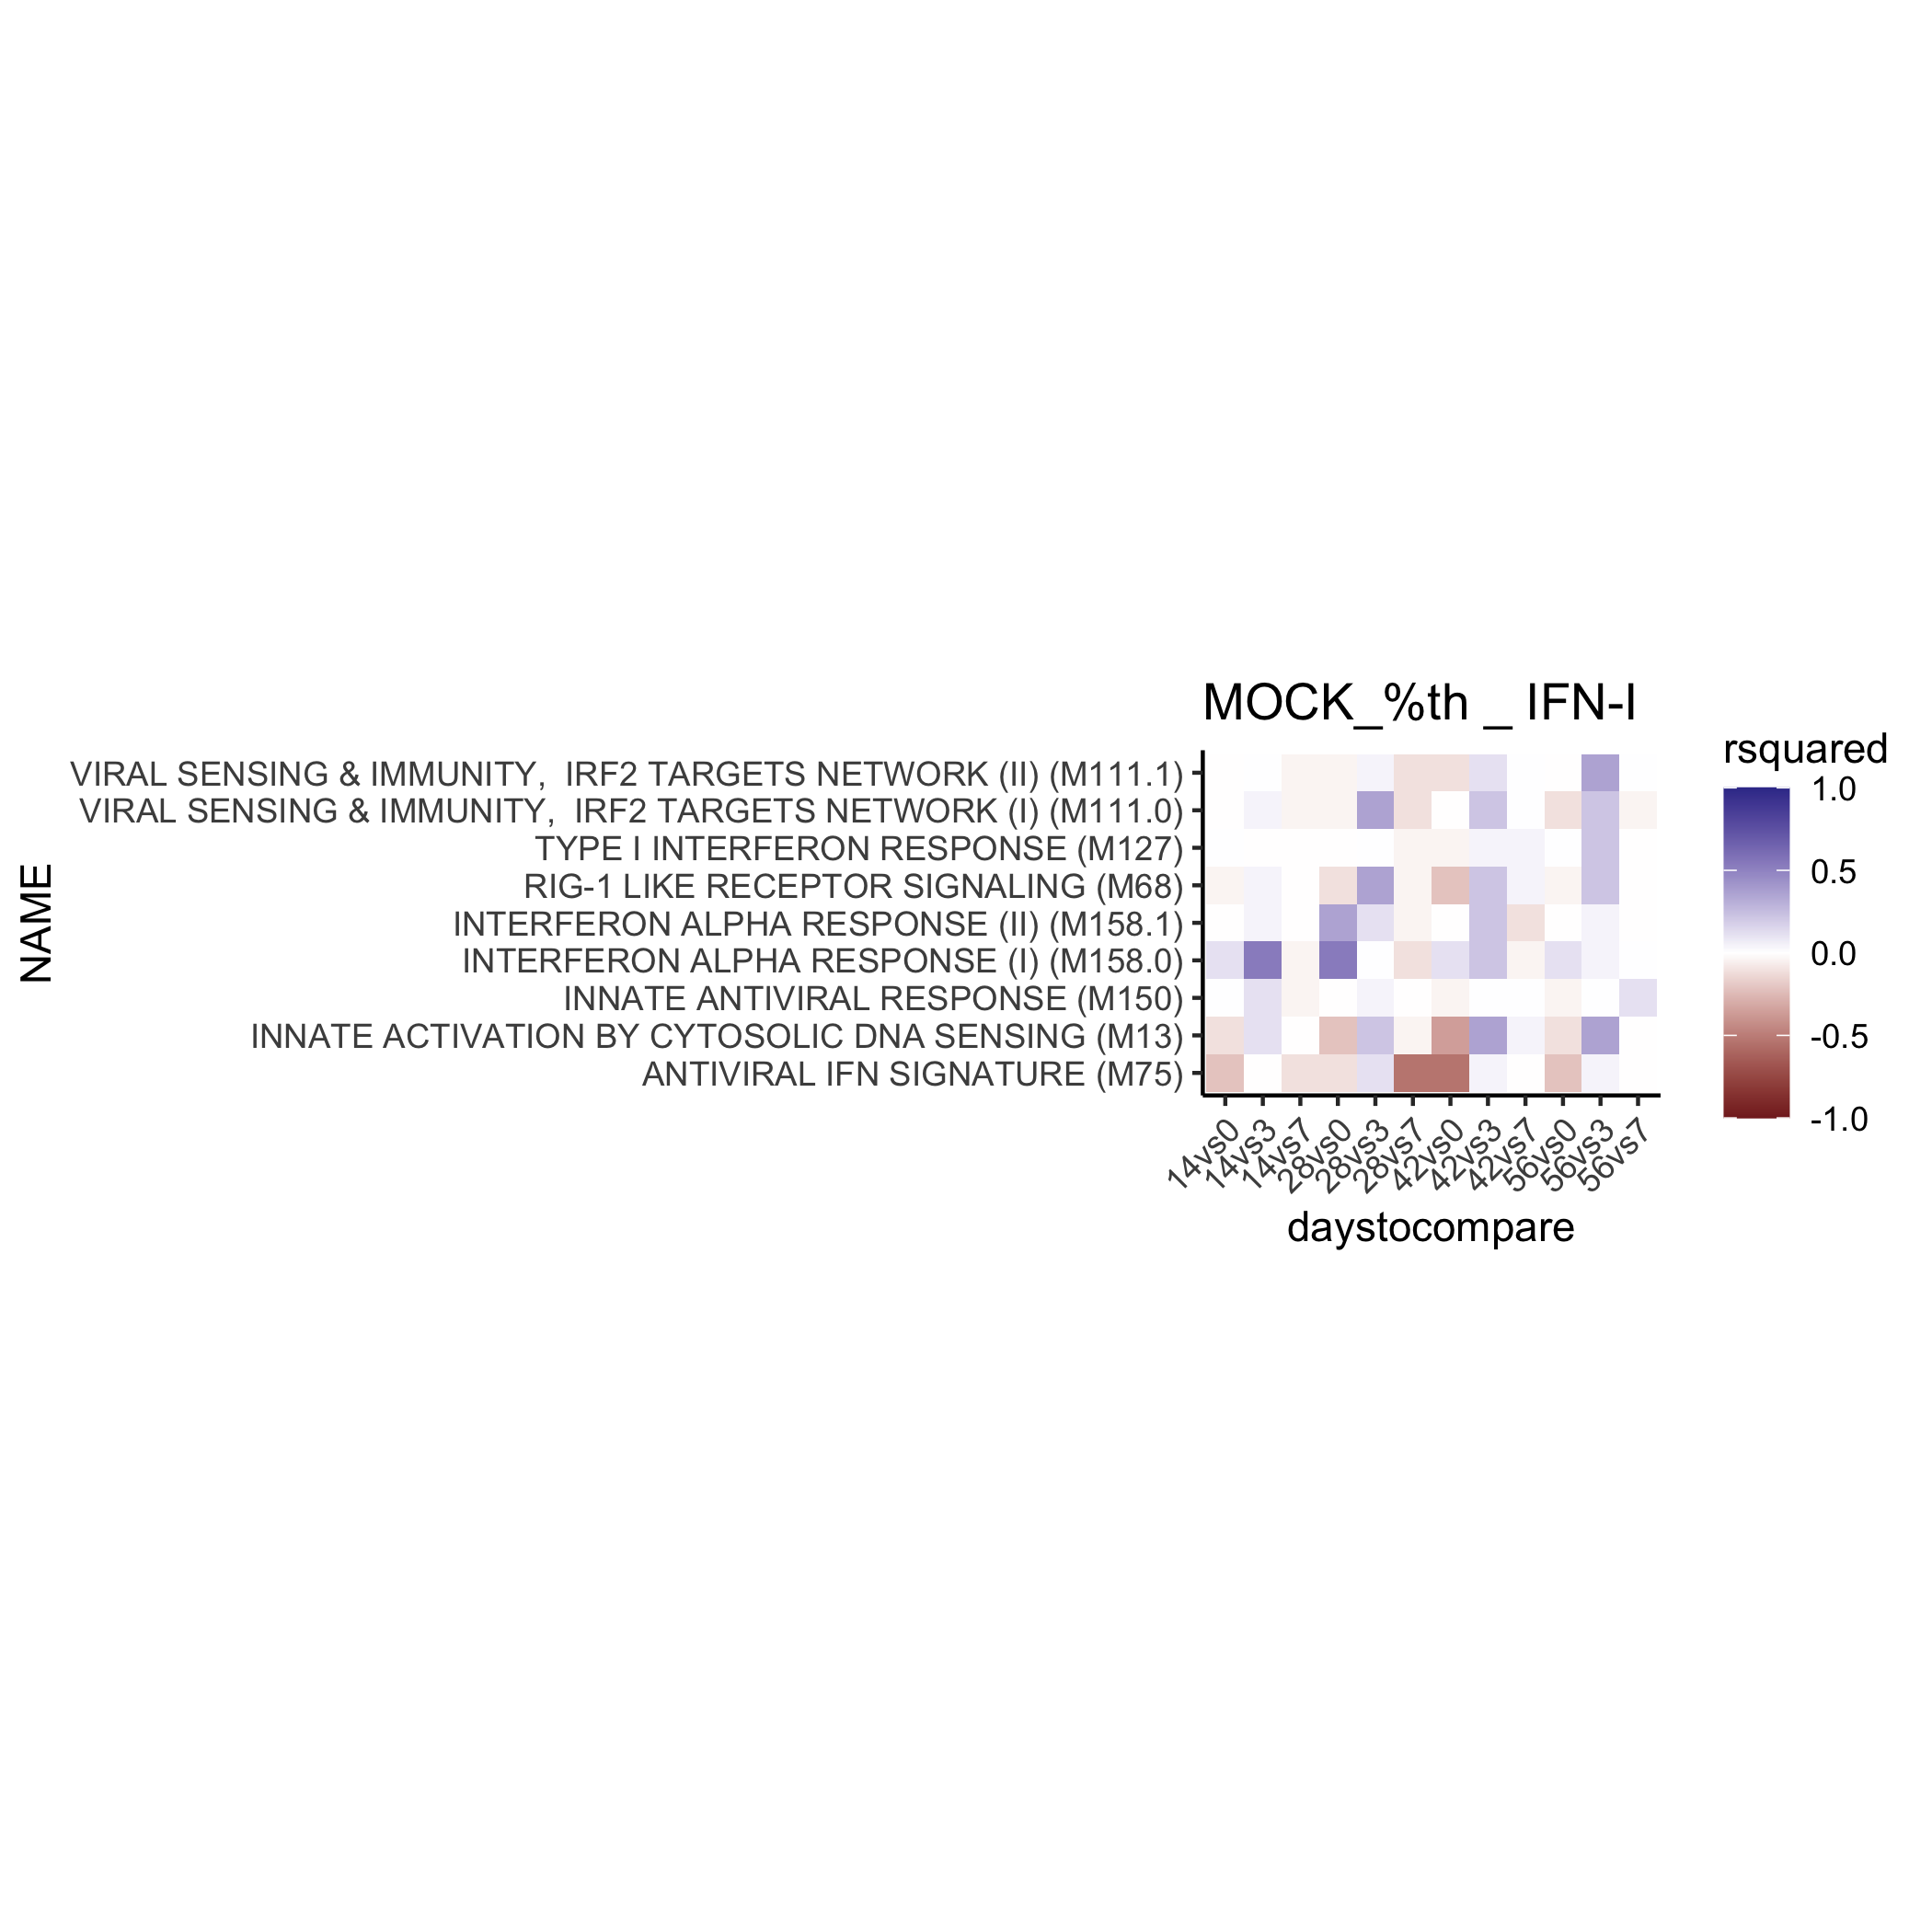 MOCK_%th _ IFN-I
NAME
VIRAL SENSING & IMMUNITY,  IRF2 TARGETS NETWORK (II) (M111.1)
VIRAL SENSING & IMMUNITY,  IRF2 TARGETS NETWORK (I) (M111.0)
TYPE I INTERFERON RESPONSE (M127)
RIG-1 LIKE RECEPTOR SIGNALING (M68)
INTERFERON ALPHA RESPONSE (II) (M158.1)
INTERFERON ALPHA RESPONSE (I) (M158.0)
INNATE ANTIVIRAL RESPONSE (M150)
INNATE ACTIVATION BY CYTOSOLIC DNA SENSING (M13)
ANTIVIRAL IFN SIGNATURE (M75)
14vs0
14vs3
14vs7
28vs0
28vs3
28vs7
42vs0
42vs3
42vs7
56vs0
56vs3
56vs7
daystocompare
rsquared
1.0
0.5
0.0
-0.5
-1.0